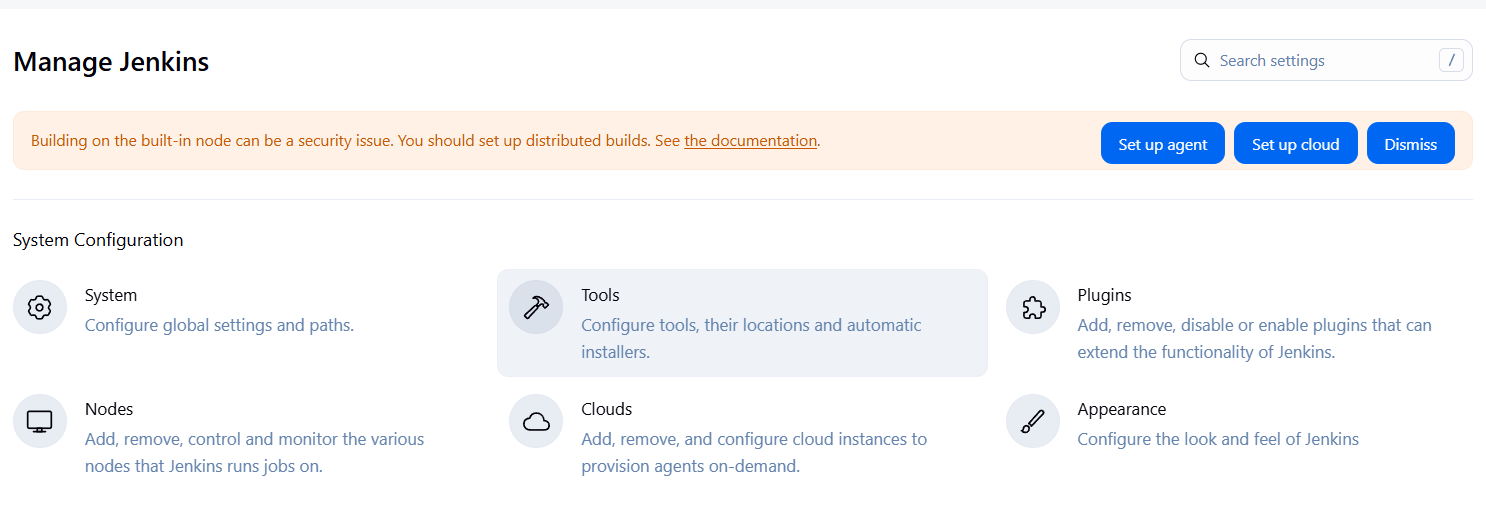 Manage Jenkins
Search settings
/
Building on the built-in node can be a security issue. You should set up distributed builds. See the documentation.
Set up agent
Set up cloud
Dismiss
System Configuration
System
Configure global settings and paths.
Tools
Configure tools, their locations and automatic
installers.
Plugins
Add, remove, disable or enable plugins that can
extend the functionality of Jenkins.
Nodes
Add, remove, control and monitor the various
nodes that Jenkins runs jobs on.
Clouds
Add, remove, and configure cloud instances to
provision agents on-demand.
Appearance
Configure the look and feel of Jenkins